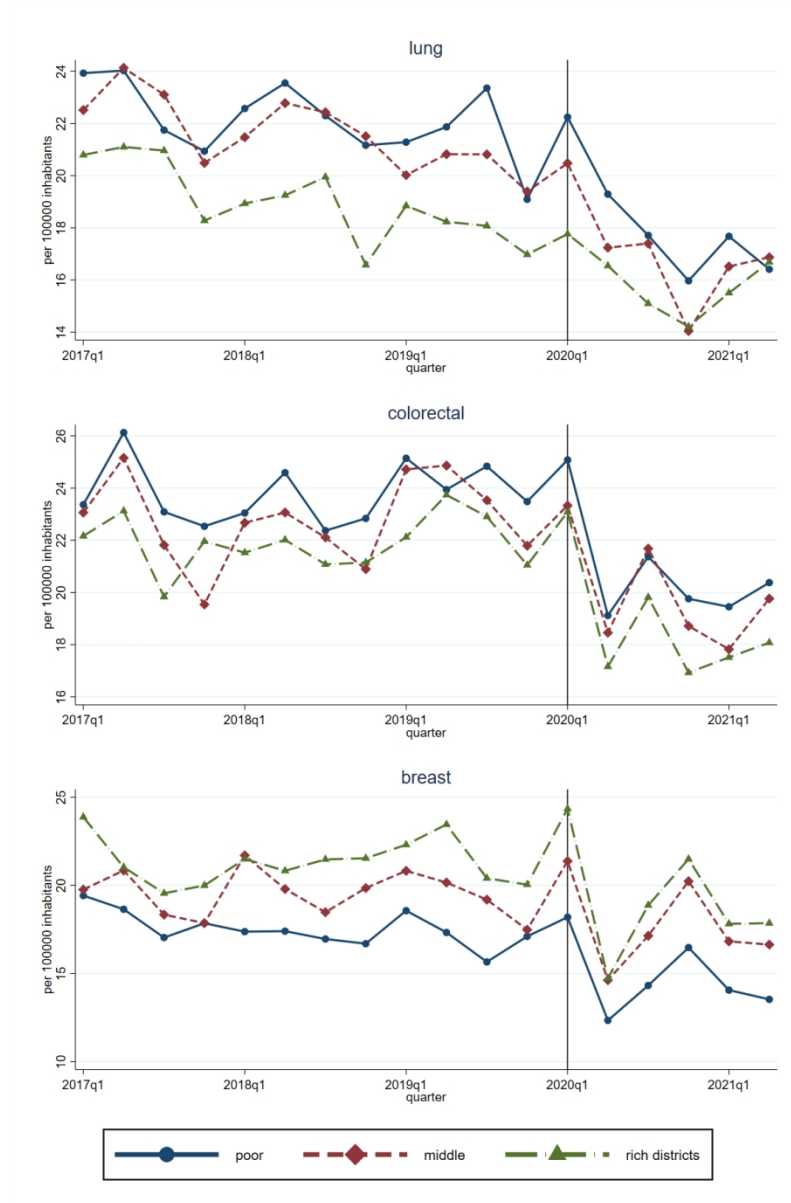 lung
per 100000 inhabitants
24
22
20
18
16
14
2017q1 2018q1 2019q1 2020q1 2021q1
quarter
colorectal
per 100000 inhabitants
26
24
22
20
18
16
2017q1 2018q1 2019q1 2020q1 2021q1
quarter
breast
per 100000 inhabitants
25
20
15
10
2017q1 2018q1 2019q1 2020q1 2021q1
quarter
poor middle rich districts